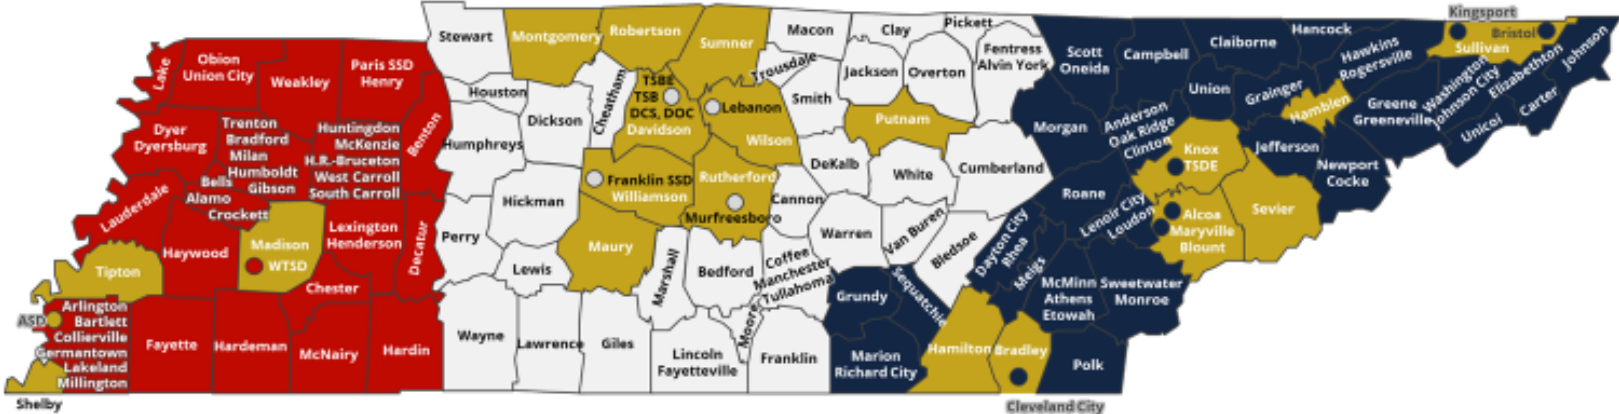 Lake
Obion
Union City
Weakley
Paris SSD
Henry
Dyer
Dyersburg
Trenton
Bradford
Milan
Humboldt
Gibson
Huntingdon
McKenzie
H.R.-Bruceton
West Carroll
South Carroll
Benton
Lauderdale
Bells
Alamo
Crockett
Haywood
Madison
WTSD
Lexington
Henderson
Decatur
Tipton
Chester
ASD
Arlington
Bartlett
Collierville
Germantown
Lakeland
Millington
Shelby
Fayette
Hardeman
McNairy
Hardin
Stewart
Montgomery
Robertson
Sumner
Macon
Clay
Pickett
Fentress
Alvin York
Houston
Dickson
Cheatham
TSBE
TSB
DCS, DOC
Davidson
Trousdale
Lebanon
Wilson
Smith
Jackson
Overton
Putnam
Humphreys
Hickman
Franklin SSD
Williamson
Rutherford
Murfreesboro
Cannon
DeKalb
White
Cumberland
Perry
Lewis
Maury
Marshall
Bedford
Coffee
Manchester
Tullahoma
Warren
Van Buren
Bledsoe
Wayne
Lawrence
Giles
Lincoln
Fayetteville
Moore
Franklin
Grundy
Sequatchie
Marion
Richard City
Hamilton
Bradley
Cleveland City
Polk
Scott
Oneida
Campbell
Claiborne
Hancock
Hawkins
Rogersville
Kingsport
Bristol
Sullivan
Johnson
Morgan
Anderson
Oak Ridge
Clinton
Union
Grainger
Hamblen
Greene
Greeneville
Washington
Johnson City
Elizabethton
Carter
Unicoi
Knox
TSDE
Jefferson
Newport
Cocke
Roane
Lenoir City
Loudon
Alcoa
Maryville
Blount
Sevier
Dayton City
Rhea
Meigs
McMinn
Athens
Etowah
Sweetwater
Monroe